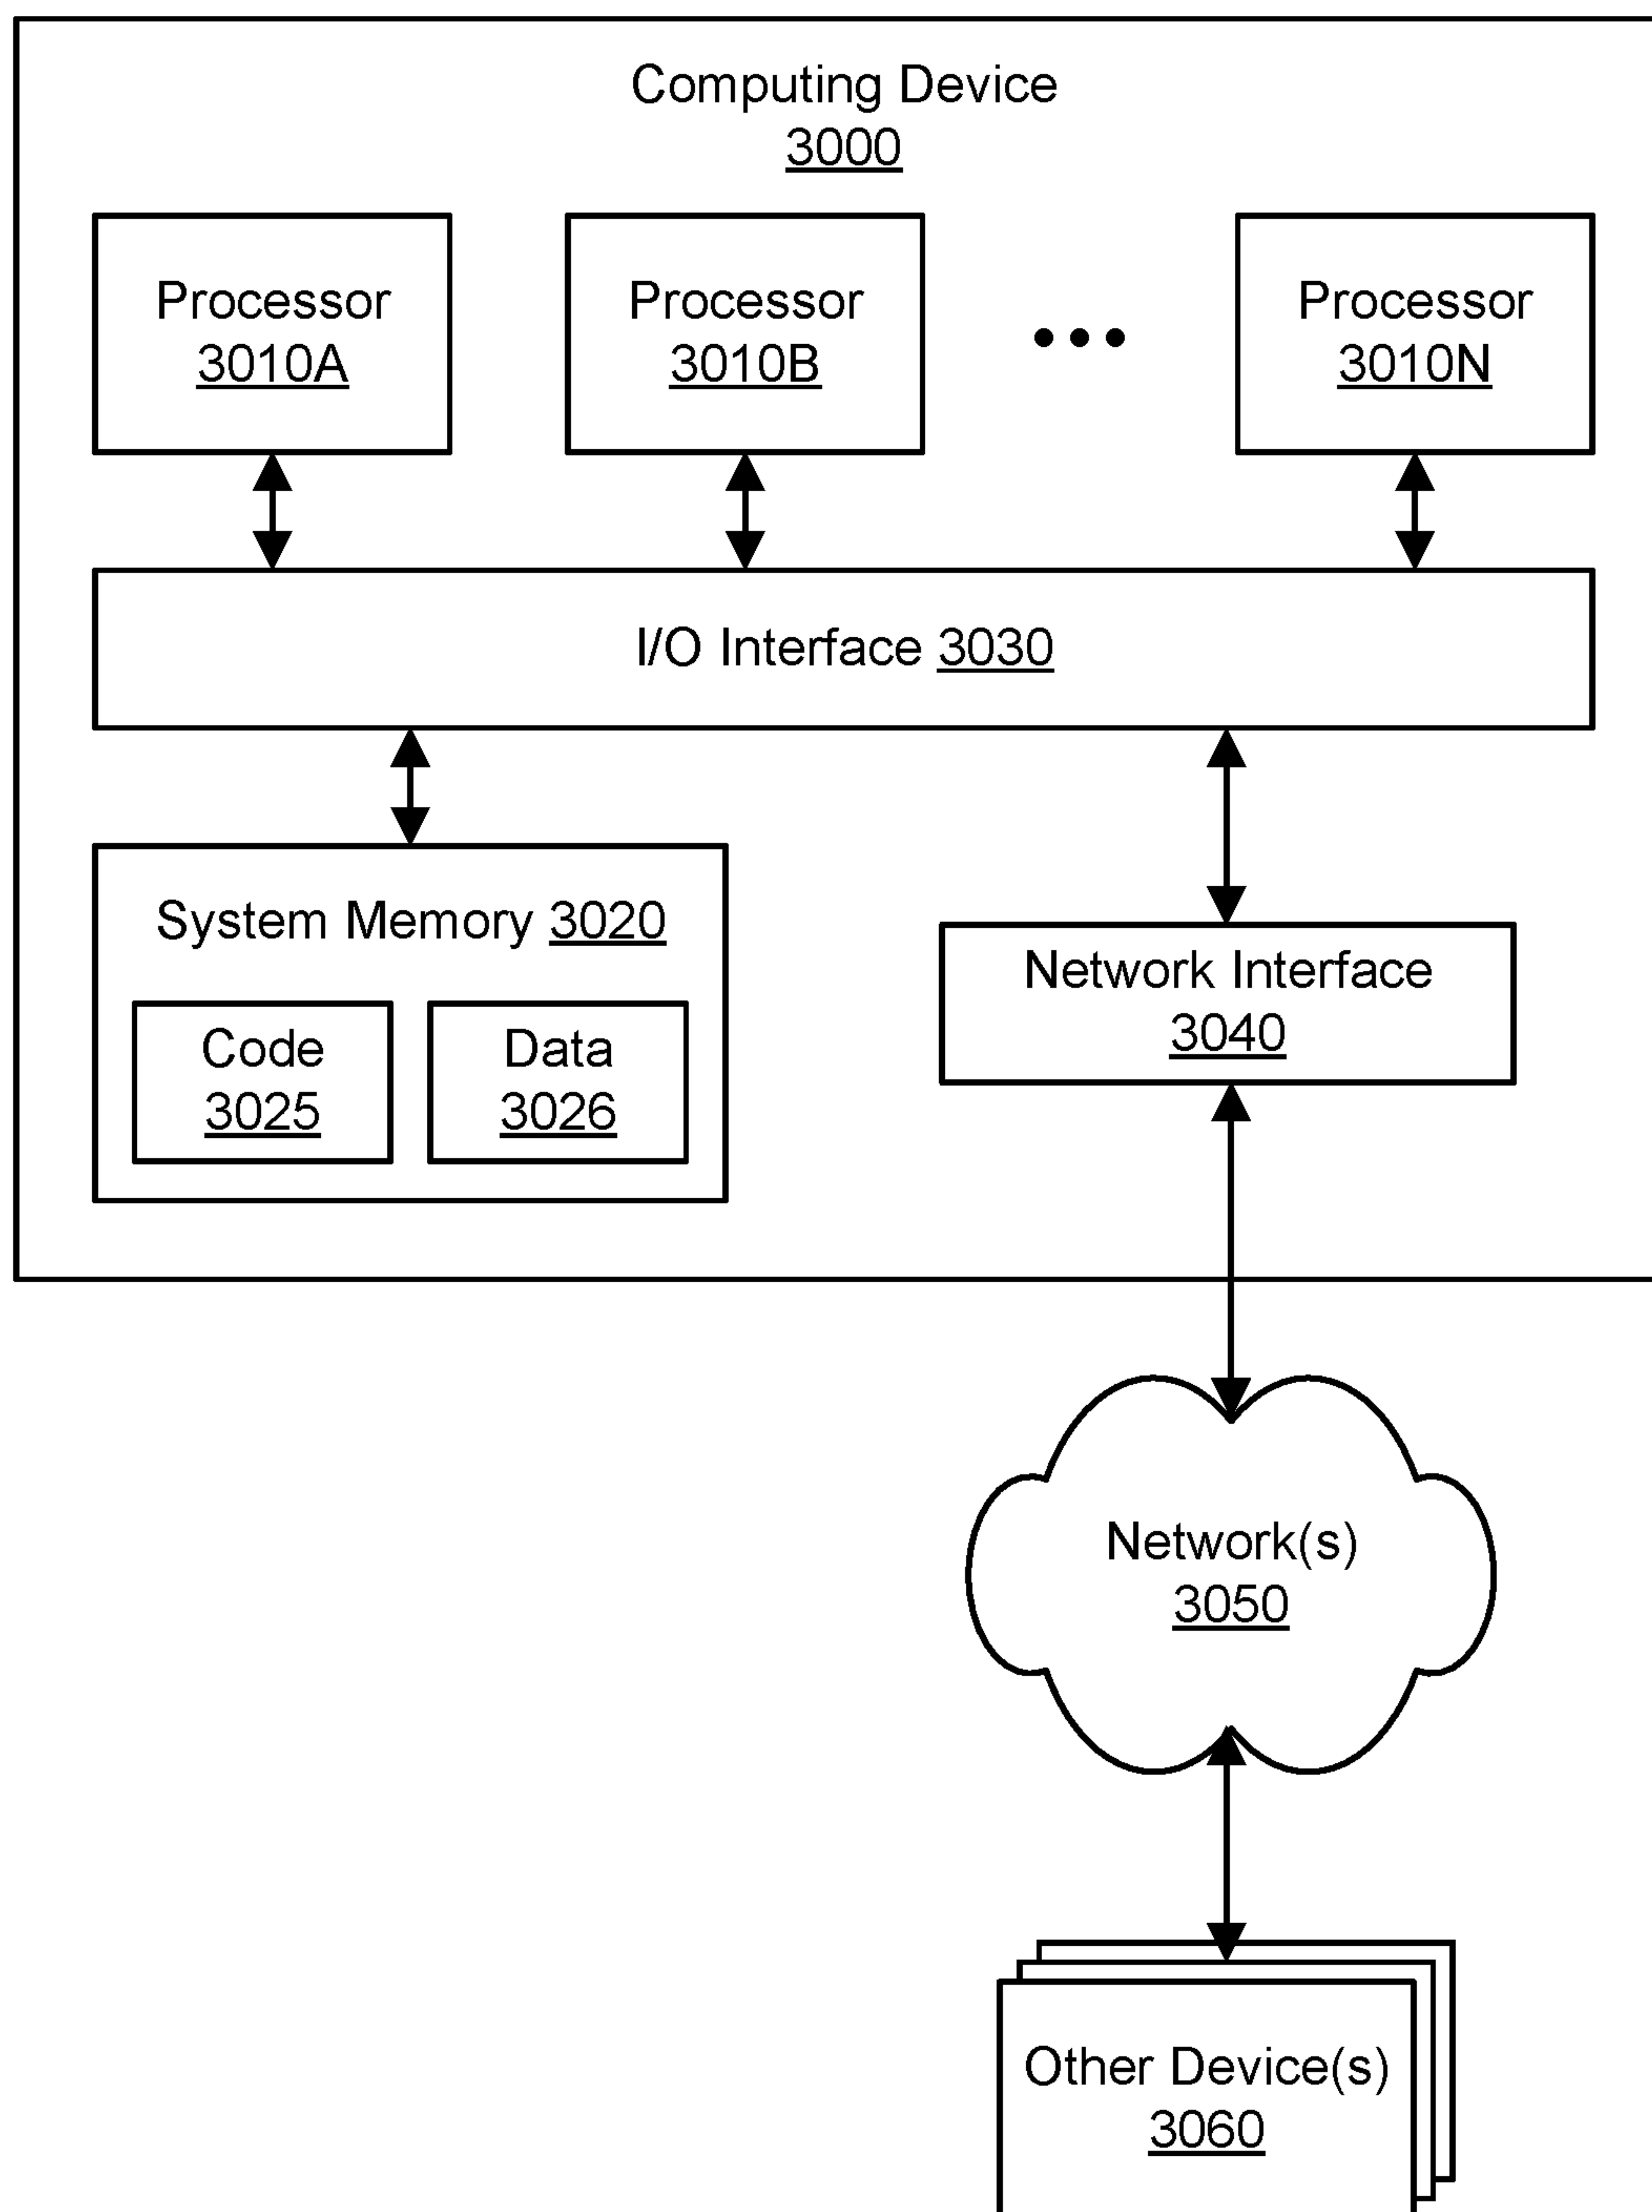 Computing Device
3000
Processor
3010A
Processor
3010B
Processor
3010N
I/O Interface 3030
System Memory 3020
Code
3025
Data
3026
Network Interface
3040
Network(s)
3050
Other Device(s)
3060